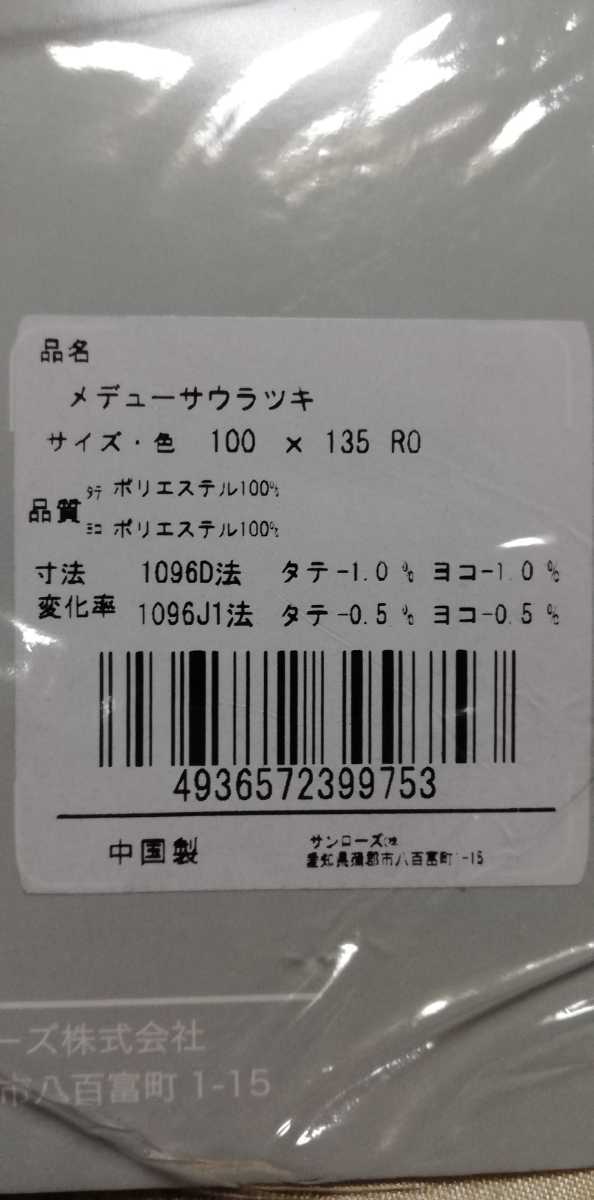 品名
メデューサウラツキ
サイズ・色 100 × 135 RO
品質 タテ ポリエステル100%
ヨコ ポリエステル100%
寸法 1096D法 タテ-1.0% ヨコ-1.0%
変化率 1096J1法 タテ-0.5% ヨコ-0.5%
4936572399753
中国製 サンローズ(株
愛知県蒲郡市八百富町1-15
ーズ株式会社
市八百富町 1-15